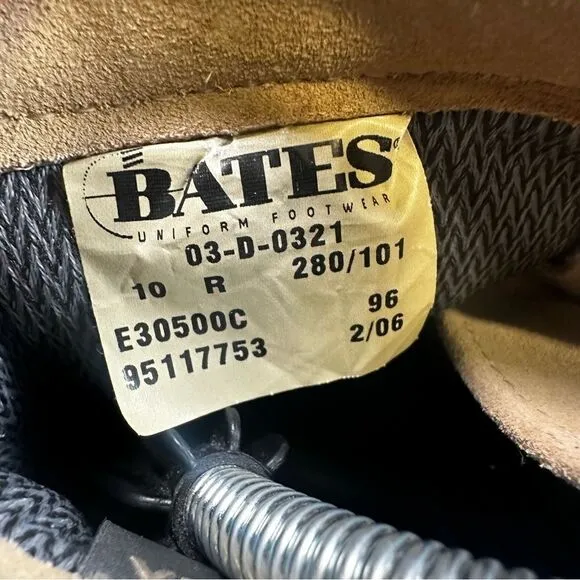 BATES
UNIFORM FOOTWEAR
03-D-0321
10 R 280/101
E30500C 96
95117753 2/06